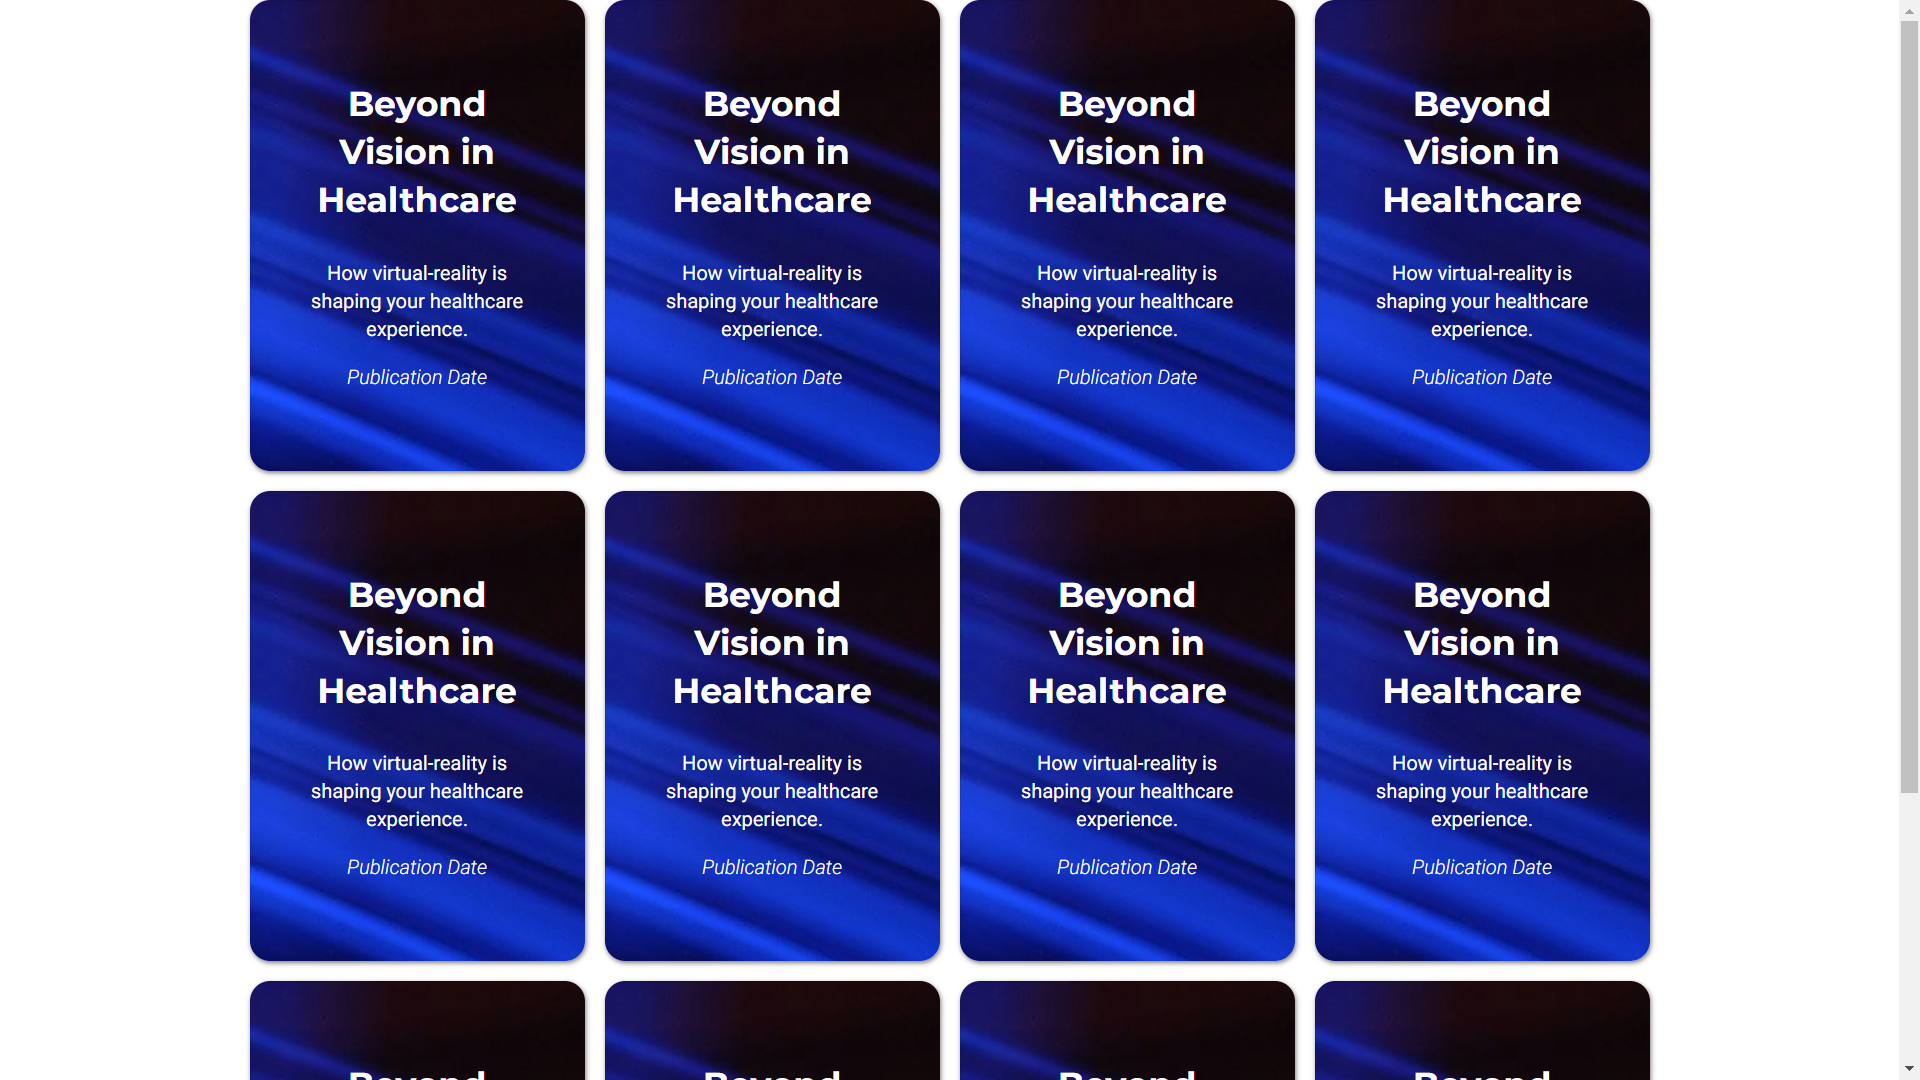 Beyond
Vision in
Healthcare
How virtual-reality is
shaping your healthcare
experience.
Publication Date
Beyond
Vision in
Healthcare
How virtual-reality is
shaping your healthcare
experience.
Publication Date
Beyond
Vision in
Healthcare
How virtual-reality is
shaping your healthcare
experience.
Publication Date
Beyond
Vision in
Healthcare
How virtual-reality is
shaping your healthcare
experience.
Publication Date
Beyond
Vision in
Healthcare
How virtual-reality is
shaping your healthcare
experience.
Publication Date
Beyond
Vision in
Healthcare
How virtual-reality is
shaping your healthcare
experience.
Publication Date
Beyond
Vision in
Healthcare
How virtual-reality is
shaping your healthcare
experience.
Publication Date
Beyond
Vision in
Healthcare
How virtual-reality is
shaping your healthcare
experience.
Publication Date
Beyond
Beyond
Beyond
Beyond